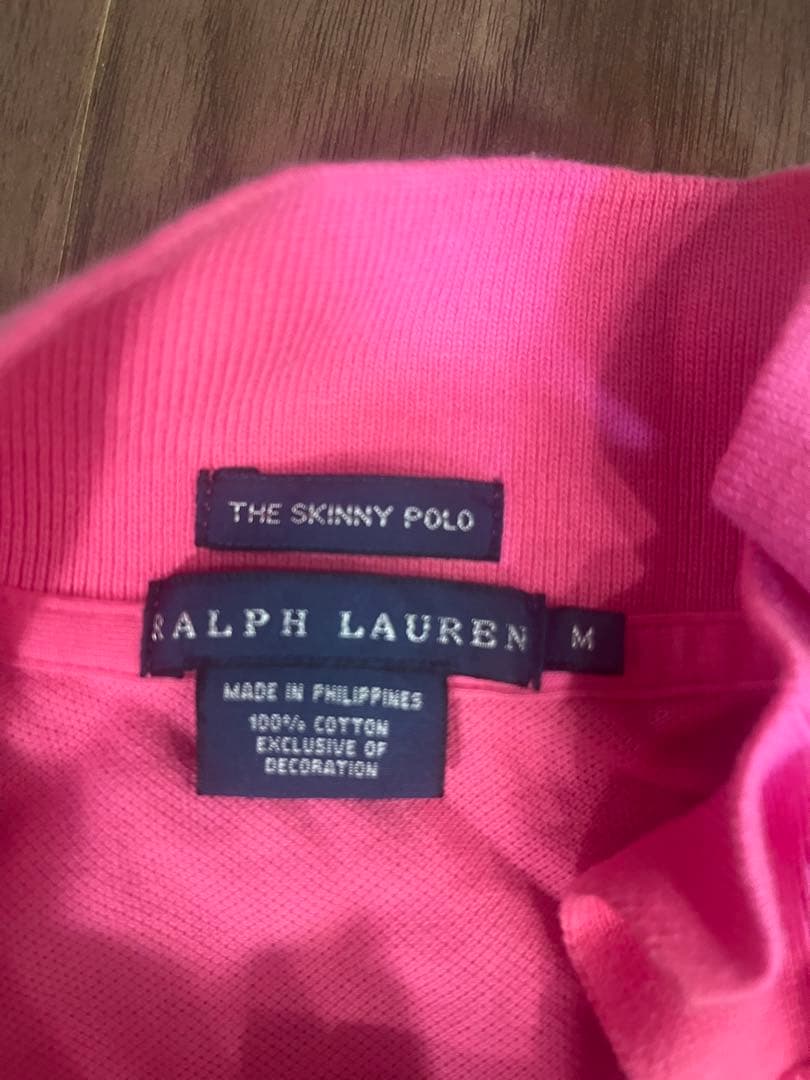 THE SKINNY POLO
RALPH LAUREN M
MADE IN PHILIPPINES
100% COTTON
EXCLUSIVE OF
DECORATION